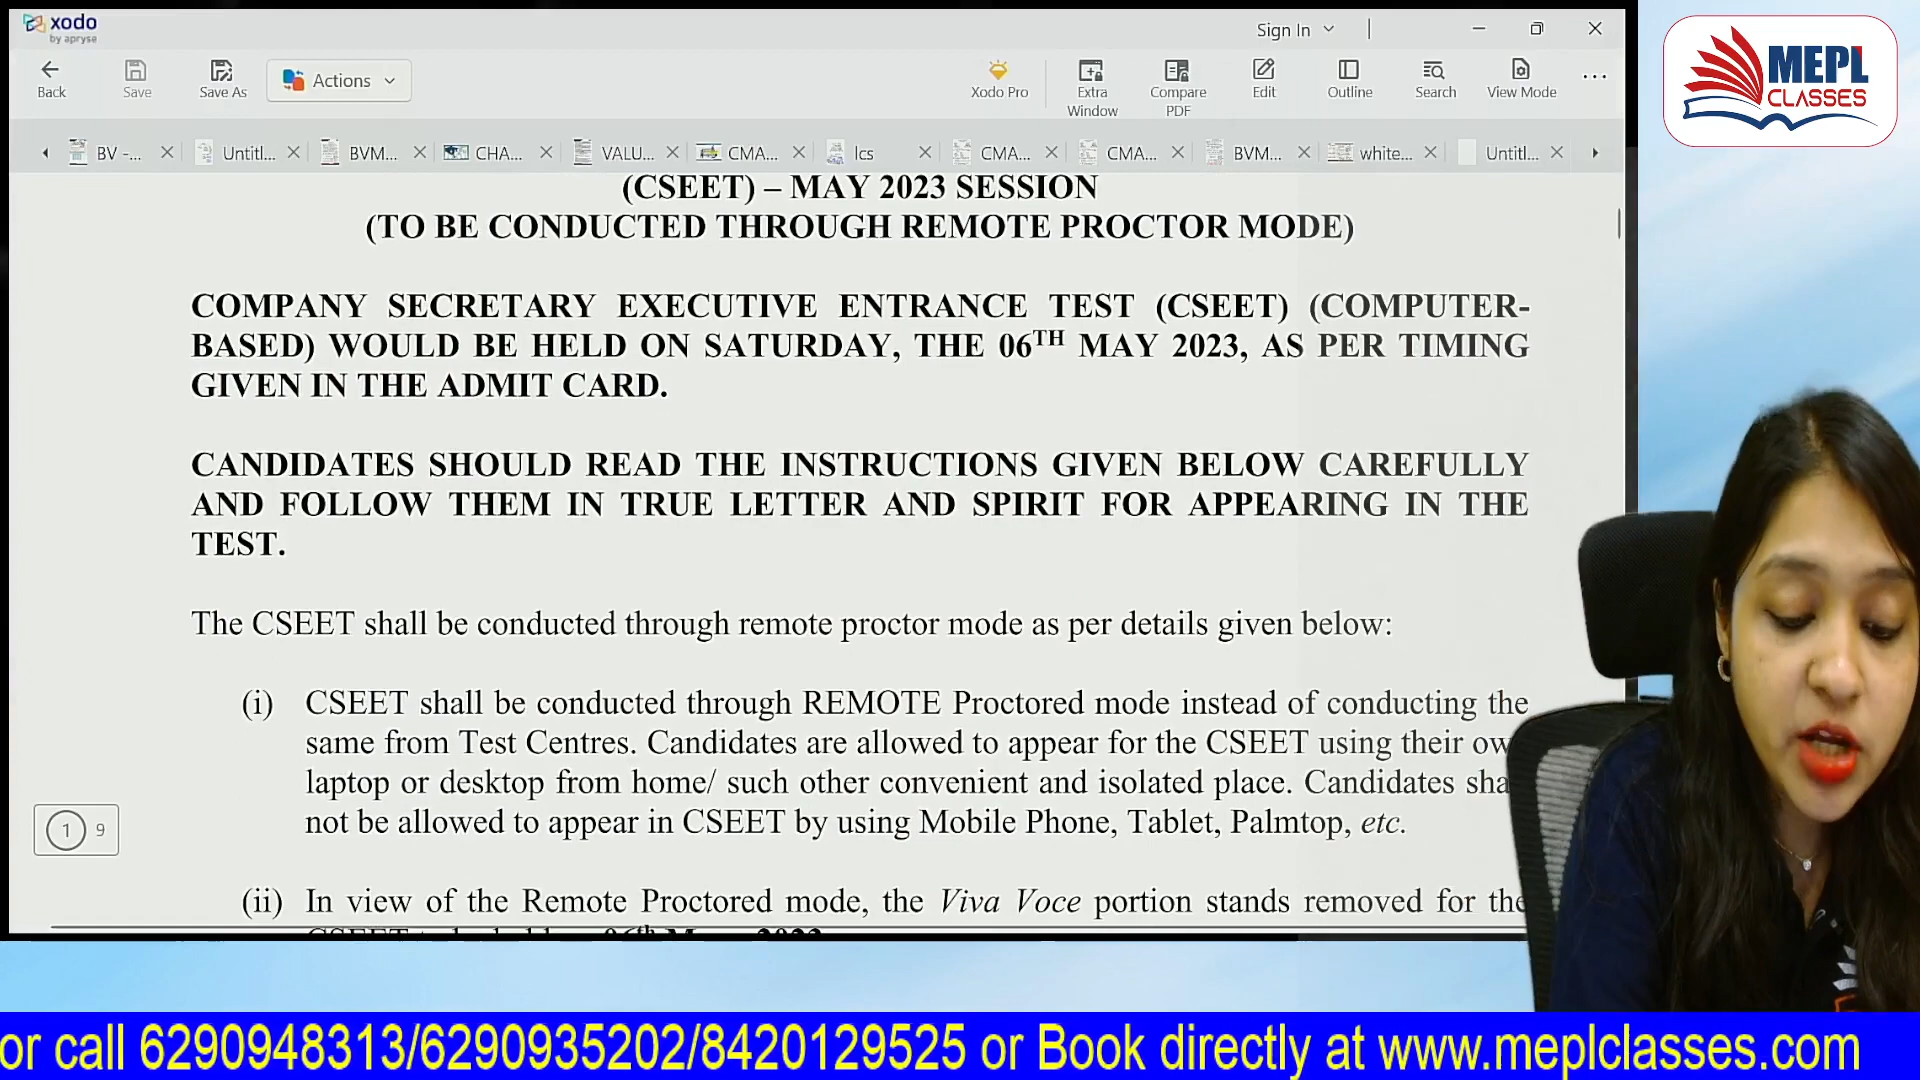 xodo
by apryse
Sign In
Back
Save
Save As
Actions
Xodo Pro
Extra Window
Compare PDF
Edit
Outline
Search
View Mode
BV -...
Untitl...
BVM...
CHA...
VALU...
CMA...
lcs
CMA...
CMA...
BVM...
white...
Untitl...
MEPL
CLASSES
(CSEET) – MAY 2023 SESSION
(TO BE CONDUCTED THROUGH REMOTE PROCTOR MODE)
COMPANY SECRETARY EXECUTIVE ENTRANCE TEST (CSEET) (COMPUTER-
BASED) WOULD BE HELD ON SATURDAY, THE 06TH MAY 2023, AS PER TIMING
GIVEN IN THE ADMIT CARD.
CANDIDATES SHOULD READ THE INSTRUCTIONS GIVEN BELOW CAREFULLY
AND FOLLOW THEM IN TRUE LETTER AND SPIRIT FOR APPEARING IN THE
TEST.
The CSEET shall be conducted through remote proctor mode as per details given below:
(i) CSEET shall be conducted through REMOTE Proctored mode instead of conducting the
same from Test Centres. Candidates are allowed to appear for the CSEET using their ow
laptop or desktop from home/ such other convenient and isolated place. Candidates sha
not be allowed to appear in CSEET by using Mobile Phone, Tablet, Palmtop, etc.
1 9
(ii) In view of the Remote Proctored mode, the Viva Voce portion stands removed for the
or call 6290948313/6290935202/8420129525 or Book directly at www.meplclasses.com